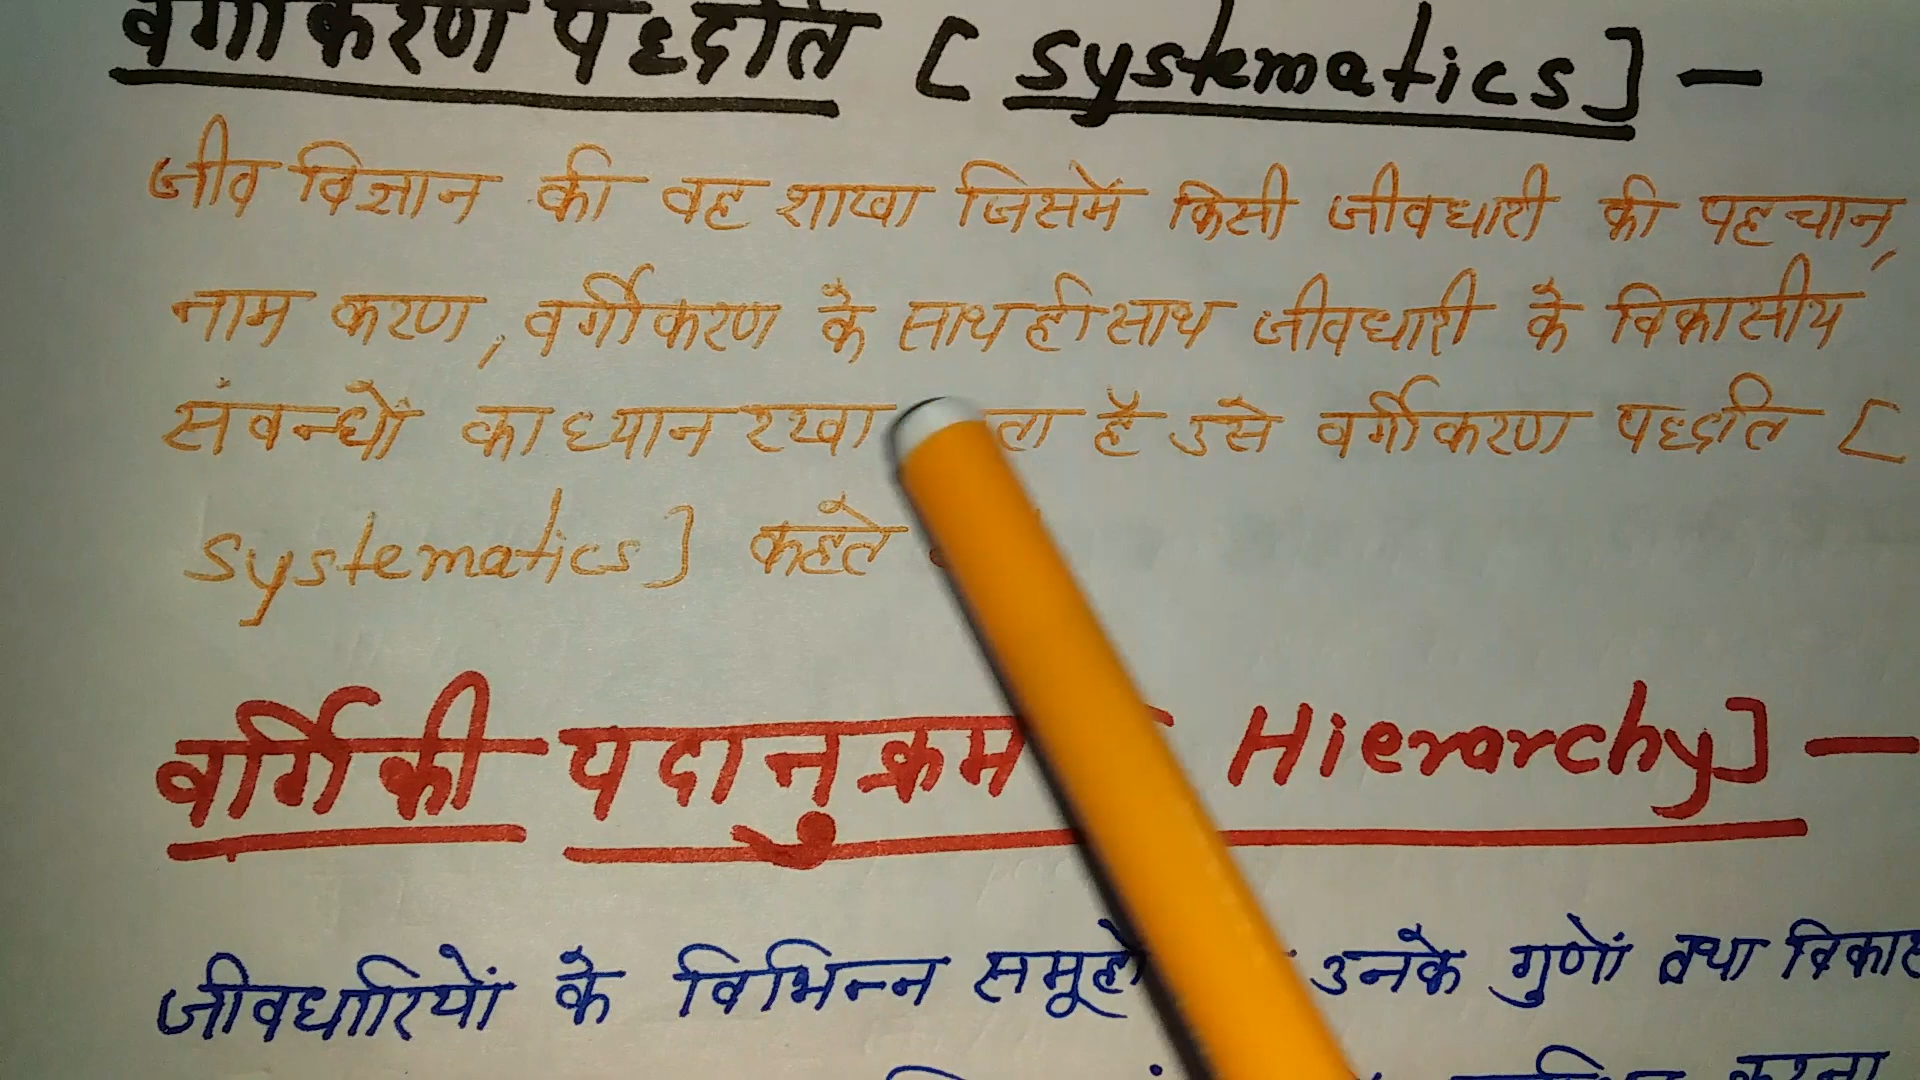 वर्गीकरण पद्धति [ Systematics ] —
जीव विज्ञान की वह शाखा जिसमें किसी जीवधारी की पहचान,
नाम करण, वर्गीकरण के साथ ही साथ जीवधारी के विकासीय
संबन्धों का ध्यान रखा है उसे वर्गीकरण पद्धति [
Systematics ] कहते
वर्गिकी पदानुक्रम Hierarchy ] —
जीवधारियों के विभिन्न समूहों उनके गुणों तथा
करना